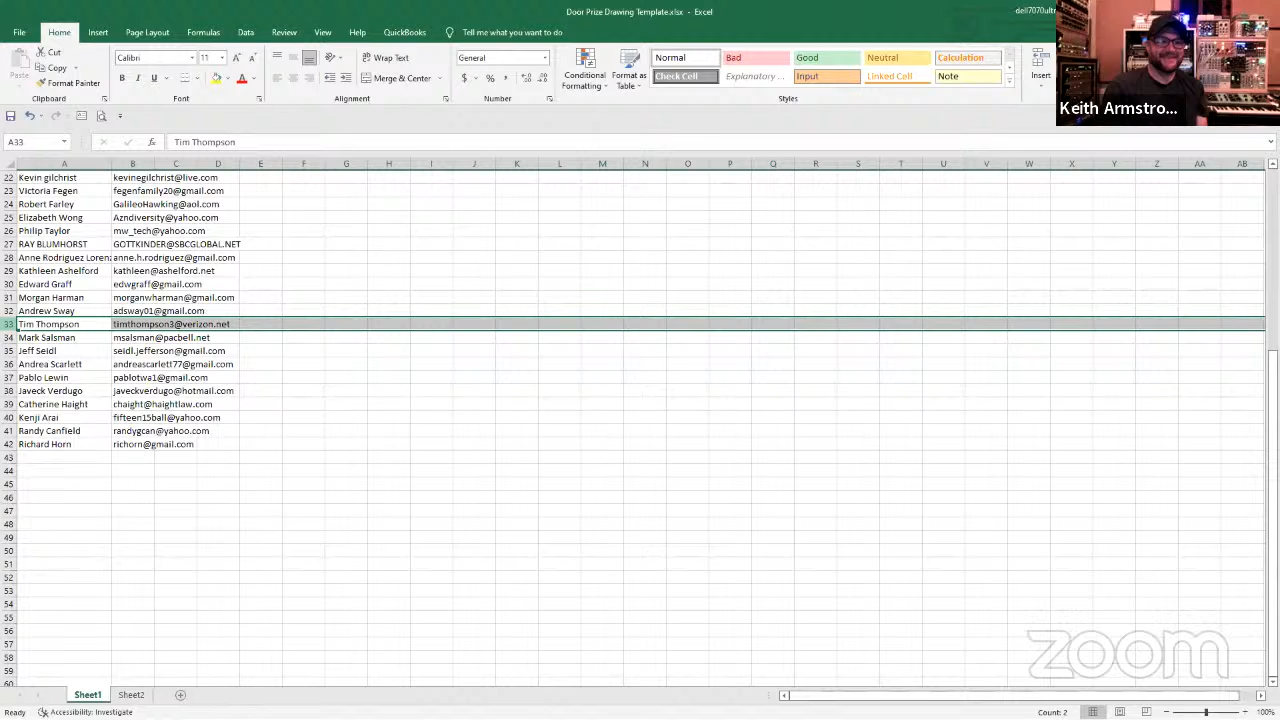 Door Prize Drawing Template.xlsx - Excel
dell7070ultr
File Home Insert Page Layout Formulas Data Review View Help QuickBooks Tell me what you want to do
Cut
Copy
Format Painter
Paste
Clipboard
Calibri 11
B I U
Font
Wrap Text
Merge & Center
Alignment
General
$ % ,
Number
Conditional Formatting
Format as Table
Normal Bad Good Neutral Calculation
Check Cell Explanatory ... Input Linked Cell Note
Styles
Insert
Keith Armstro...
A33 fx Tim Thompson
A B C D E F G H I J K L M N O P Q R S T U V W X Y Z AA AB
22 Kevin gilchrist kevinegilchrist@live.com
23 Victoria Fegen fegenfamily20@gmail.com
24 Robert Farley GalileoHawking@aol.com
25 Elizabeth Wong Azndiversity@yahoo.com
26 Philip Taylor mw_tech@yahoo.com
27 RAY BLUMHORST GOTTKINDER@SBCGLOBAL.NET
28 Anne Rodriguez Lorenz anne.h.rodriguez@gmail.com
29 Kathleen Ashelford kathleen@ashelford.net
30 Edward Graff edwgraff@gmail.com
31 Morgan Harman morganwharman@gmail.com
32 Andrew Sway adsway01@gmail.com
33 Tim Thompson timthompson3@verizon.net
34 Mark Salsman msalsman@pacbell.net
35 Jeff Seidl seidl.jefferson@gmail.com
36 Andrea Scarlett andreascarlett77@gmail.com
37 Pablo Lewin pablotwa1@gmail.com
38 Javeck Verdugo javeckverdugo@hotmail.com
39 Catherine Haight chaight@haightlaw.com
40 Kenji Arai fifteen15ball@yahoo.com
41 Randy Canfield randygcan@yahoo.com
42 Richard Horn richorn@gmail.com
43
44
45
46
47
48
49
50
51
52
53
54
55
56
57
58
59
60
zoom
Sheet1 Sheet2
Ready Accessibility: Investigate Count: 2 100%